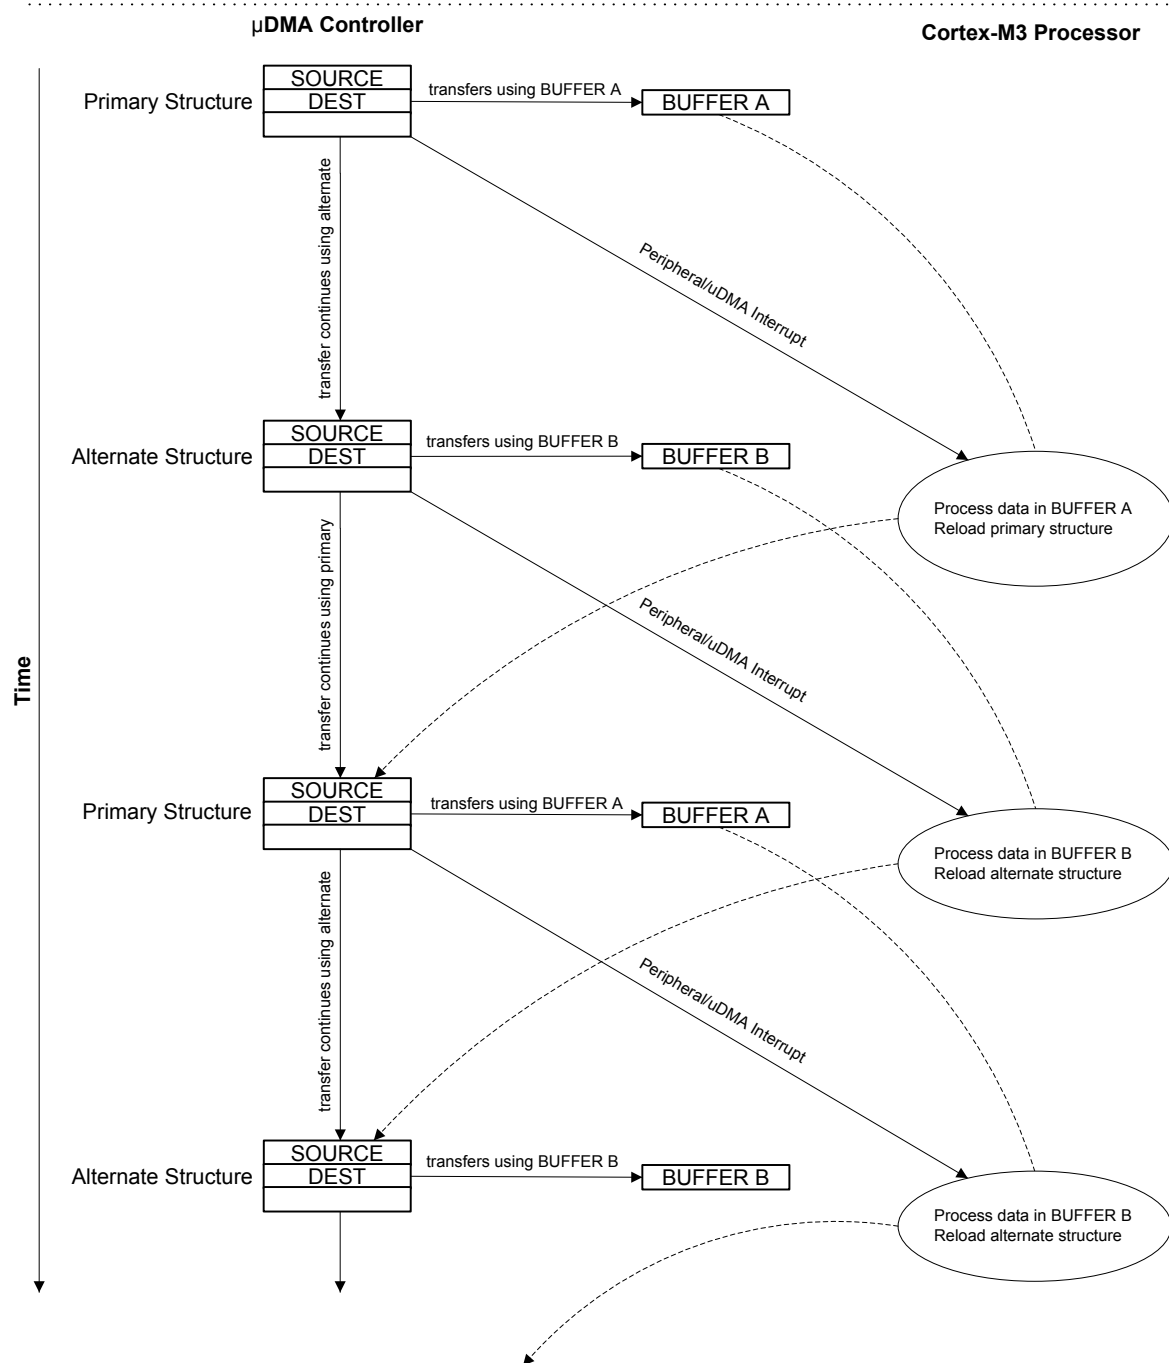 µDMA Controller
Cortex-M3 Processor
SOURCE
transfers using BUFFER A
Primary Structure
DEST
BUFFER A
transfer continues using alternate
Peripheral/uDMA Interrupt
SOURCE
transfers using BUFFER B
Alternate Structure
DEST
BUFFER B
Process data in BUFFER A
Reload primary structure
transfer continues using primary
Peripheral/uDMA Interrupt
Time
SOURCE
transfers using BUFFER A
Primary Structure
DEST
BUFFER A
Process data in BUFFER B
Reload alternate structure
transfer continues using alternate
Peripheral/uDMA Interrupt
SOURCE
transfers using BUFFER B
Alternate Structure
DEST
BUFFER B
Process data in BUFFER B
Reload alternate structure